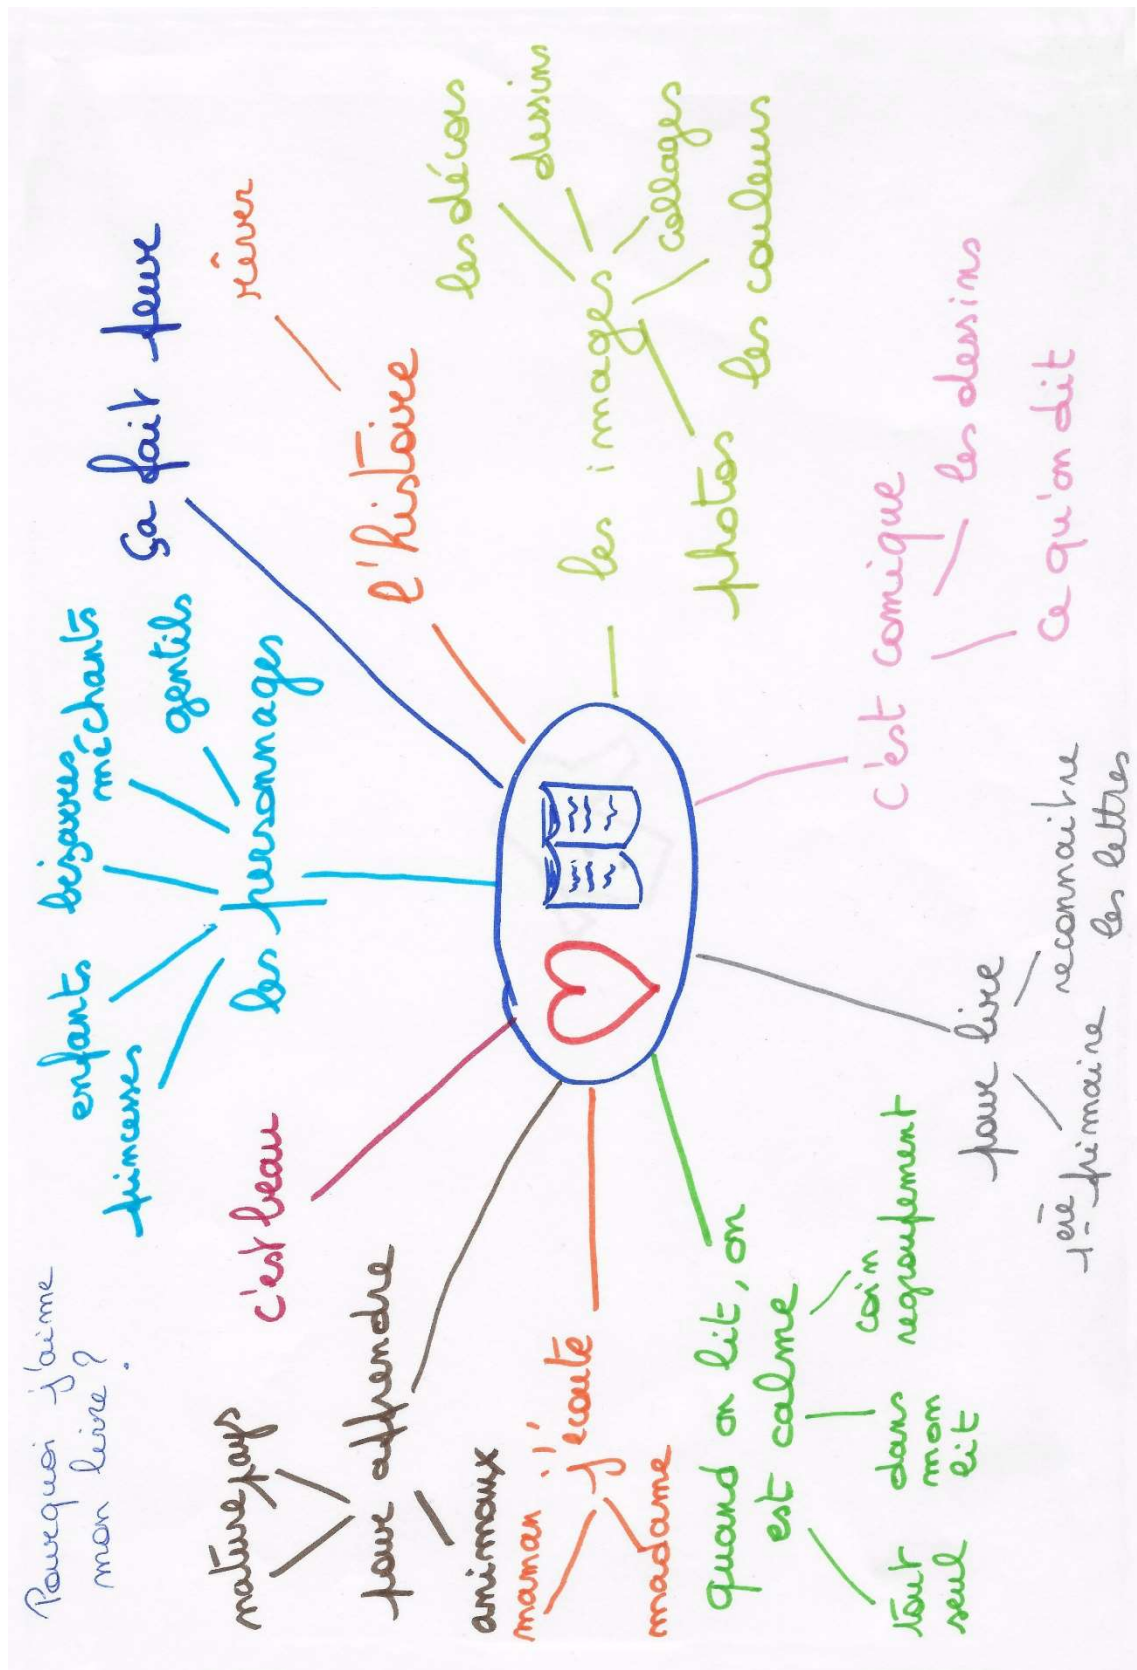 Pourquoi j'aime
mon livre ?
c'est beau
princesses
enfants
bizarres
méchants
gentils
les personnages
ça fait peur
l'histoire
rêver
les images
les décors
dessins
collages
les couleurs
photos
c'est comique
les dessins
ce qu'on dit
pour lire
reconnaitre
les lettres
1ère primaire
quand on lit, on
est calme
coin
regroupement
dans
mon
lit
tout
seul
j'écoute
maman
madame
pour apprendre
nature
pays
animaux